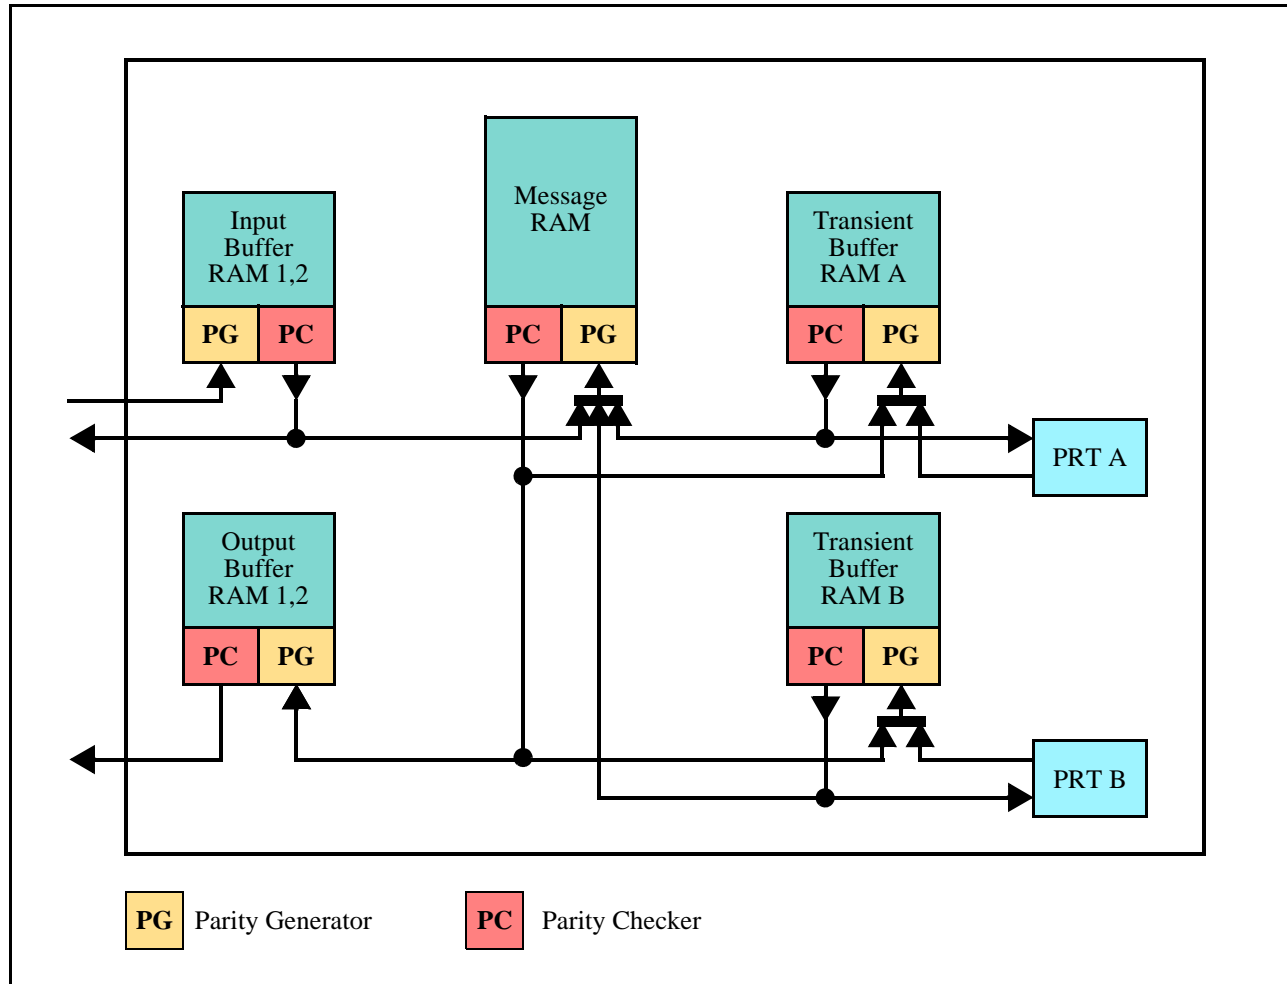 Message
RAM
Input
Buffer
RAM 1,2
Transient
Buffer
RAM A
PG
PC
PC
PG
PC
PG
PRT A
Output
Buffer
RAM 1,2
Transient
Buffer
RAM B
PC
PG
PC
PG
PRT B
PG Parity Generator
PC Parity Checker